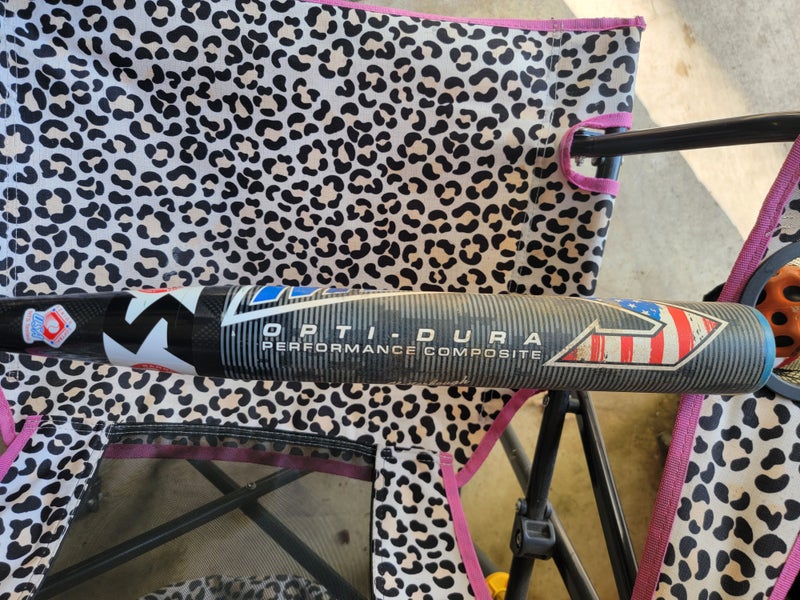 OPTI-DURA
PERFORMANCE COMPOSITE